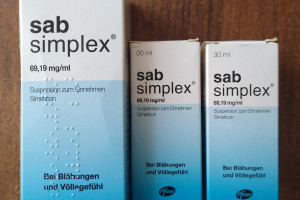 sab
simplex®
69,19 mg/ml
Suspension zum Einnehmen
Simeticon
Bei Blähungen
und Völlegefühl
30 ml
sab
simplex®
69,19 mg/ml
Suspension zum Einnehmen
Simeticon
Bei Blähungen
und Völlegefühl
Pfizer
30 ml
sab
simplex®
69,19 mg/ml
Suspension zum Einnehmen
Simeticon
Bei Blähungen
und Völlegefühl
Pfizer